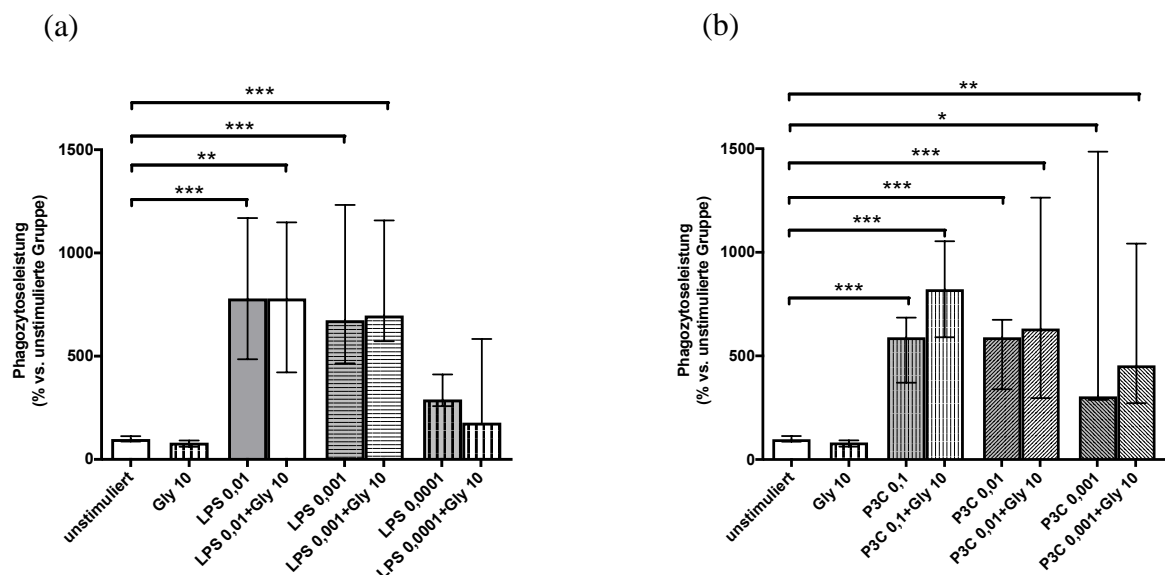 (a)
***
***
**
***
1500
1000
500
0
Phagozytoseleistung
(% vs. unstimulierte Gruppe)
unstimuliert
Gly 10
LPS 0,01
LPS 0,01+Gly 10
LPS 0,001
LPS 0,001+Gly 10
LPS 0,0001
LPS 0,0001+Gly 10
(b)
**
*
***
***
***
***
1500
1000
500
0
Phagozytoseleistung
(% vs. unstimulierte Gruppe)
unstimuliert
Gly 10
P3C 0,1
P3C 0,1+Gly 10
P3C 0,01
P3C 0,01+Gly 10
P3C 0,001
P3C 0,001+Gly 10